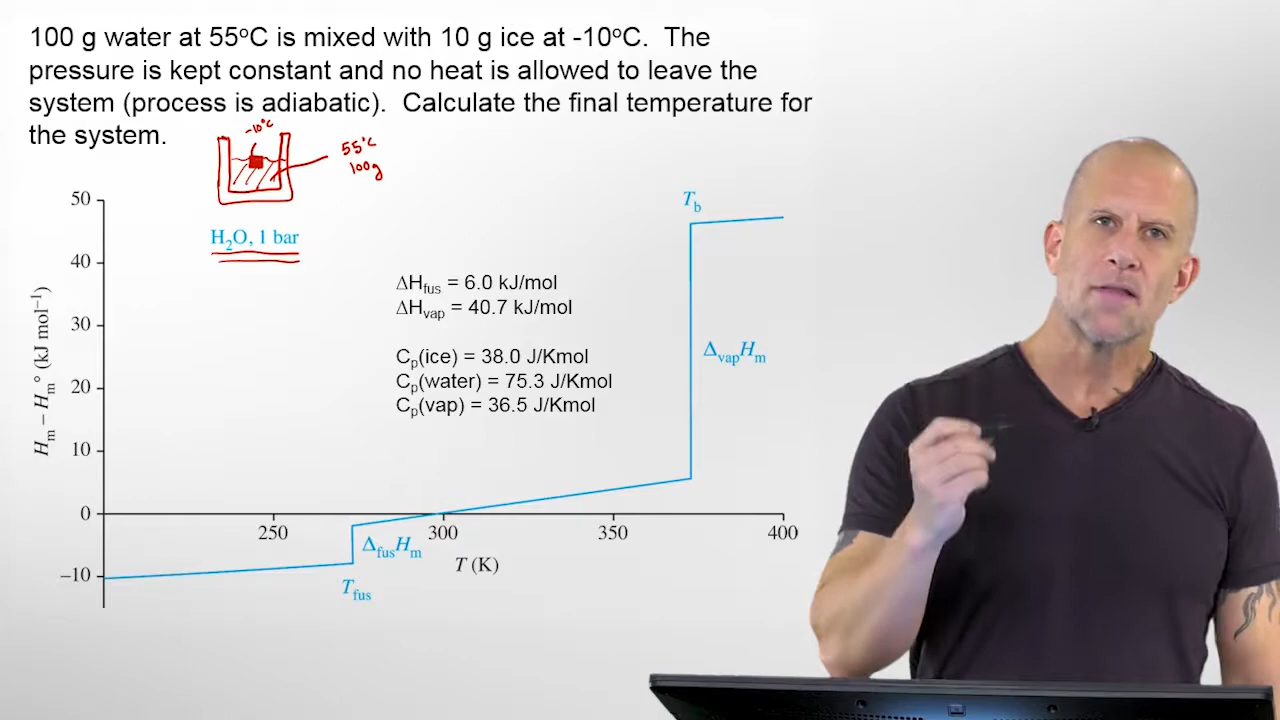 100 g water at 55°C is mixed with 10 g ice at -10°C. The
pressure is kept constant and no heat is allowed to leave the
system (process is adiabatic). Calculate the final temperature for
the system.
-10°C
55°C
100g
H₂O, 1 bar
ΔHfus = 6.0 kJ/mol
ΔHvap = 40.7 kJ/mol
Cp(ice) = 38.0 J/Kmol
Cp(water) = 75.3 J/Kmol
Cp(vap) = 36.5 J/Kmol
Tb
ΔvapHm
ΔfusHm
Tfus
Hm – Hm° (kJ mol⁻¹)
50
40
30
20
10
0
–10
250
300
350
400
T (K)